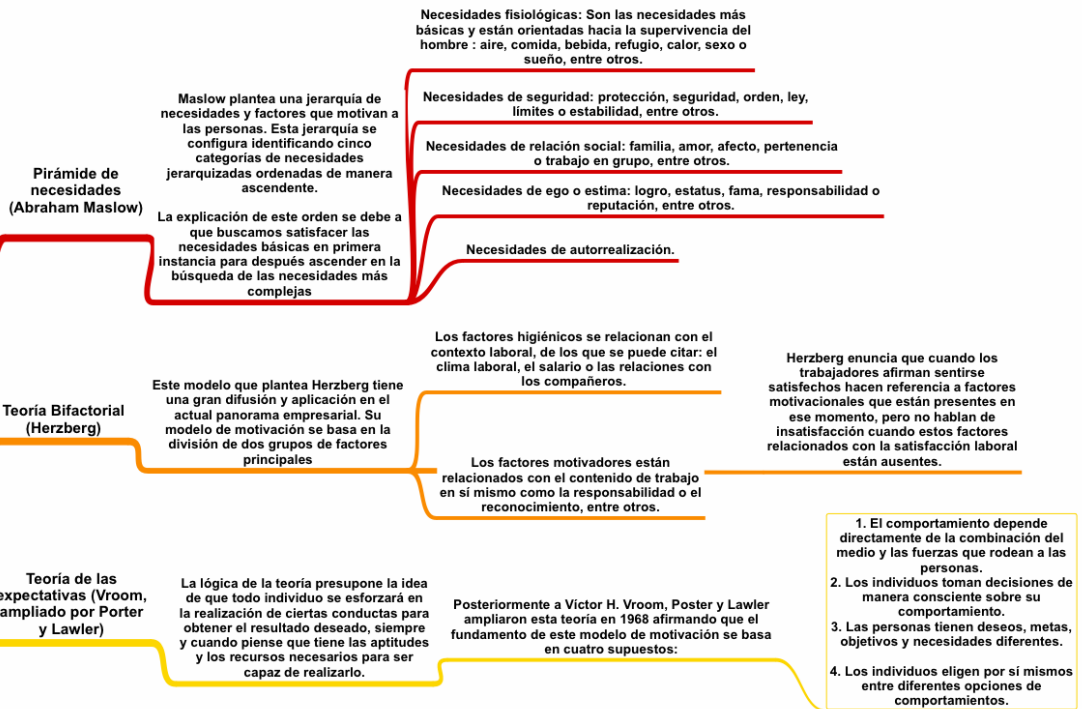 Pirámide de
necesidades
(Abraham Maslow)
Maslow plantea una jerarquía de
necesidades y factores que motivan a
las personas. Esta jerarquía se
configura identificando cinco
categorías de necesidades
jerarquizadas ordenadas de manera
ascendente.
La explicación de este orden se debe a
que buscamos satisfacer las
necesidades básicas en primera
instancia para después ascender en la
búsqueda de las necesidades más
complejas
Necesidades fisiológicas: Son las necesidades más
básicas y están orientadas hacia la supervivencia del
hombre : aire, comida, bebida, refugio, calor, sexo o
sueño, entre otros.
Necesidades de seguridad: protección, seguridad, orden, ley,
límites o estabilidad, entre otros.
Necesidades de relación social: familia, amor, afecto, pertenencia
o trabajo en grupo, entre otros.
Necesidades de ego o estima: logro, estatus, fama, responsabilidad o
reputación, entre otros.
Necesidades de autorrealización.
Teoría Bifactorial
(Herzberg)
Este modelo que plantea Herzberg tiene
una gran difusión y aplicación en el
actual panorama empresarial. Su
modelo de motivación se basa en la
división de dos grupos de factores
principales
Los factores higiénicos se relacionan con el
contexto laboral, de los que se puede citar: el
clima laboral, el salario o las relaciones con
los compañeros.
Los factores motivadores están
relacionados con el contenido de trabajo
en sí mismo como la responsabilidad o el
reconocimiento, entre otros.
Herzberg enuncia que cuando los
trabajadores afirman sentirse
satisfechos hacen referencia a factores
motivacionales que están presentes en
ese momento, pero no hablan de
insatisfacción cuando estos factores
relacionados con la satisfacción laboral
están ausentes.
Teoría de las
expectativas (Vroom,
ampliado por Porter
y Lawler)
La lógica de la teoría presupone la idea
de que todo individuo se esforzará en
la realización de ciertas conductas para
obtener el resultado deseado, siempre
y cuando piense que tiene las aptitudes
y los recursos necesarios para ser
capaz de realizarlo.
Posteriormente a Víctor H. Vroom, Poster y Lawler
ampliaron esta teoría en 1968 afirmando que el
fundamento de este modelo de motivación se basa
en cuatro supuestos:
1. El comportamiento depende
directamente de la combinación del
medio y las fuerzas que rodean a las
personas.
2. Los individuos toman decisiones de
manera consciente sobre su
comportamiento.
3. Las personas tienen deseos, metas,
objetivos y necesidades diferentes.
4. Los individuos eligen por sí mismos
entre diferentes opciones de
comportamientos.